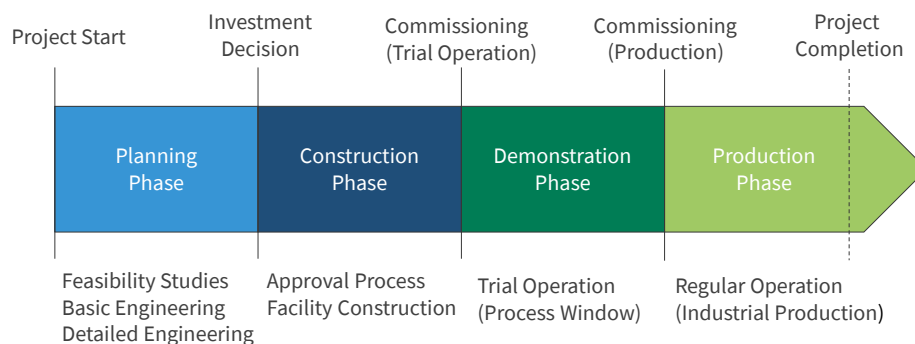 Project Start
Investment
Decision
Commissioning
(Trial Operation)
Commissioning
(Production)
Project
Completion
Planning
Phase
Construction
Phase
Demonstration
Phase
Production
Phase
Feasibility Studies
Basic Engineering
Detailed Engineering
Approval Process
Facility Construction
Trial Operation
(Process Window)
Regular Operation
(Industrial Production)